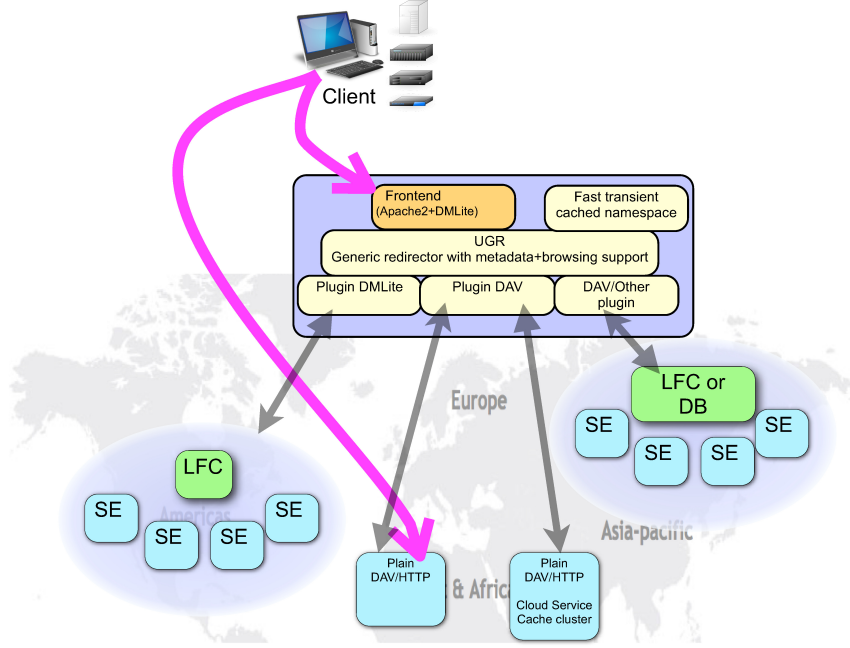 Client
Frontend
(Apache2+DMLite)
Fast transient
cached namespace
UGR
Generic redirector with metadata+browsing support
Plugin DMLite
Plugin DAV
DAV/Other
plugin
Europe
LFC or
DB
SE
SE
SE
SE
LFC
Americas
SE
SE
SE
SE
Asia-pacific
Plain
DAV/HTTP
& Africa
Plain
DAV/HTTP
Cloud Service
Cache cluster